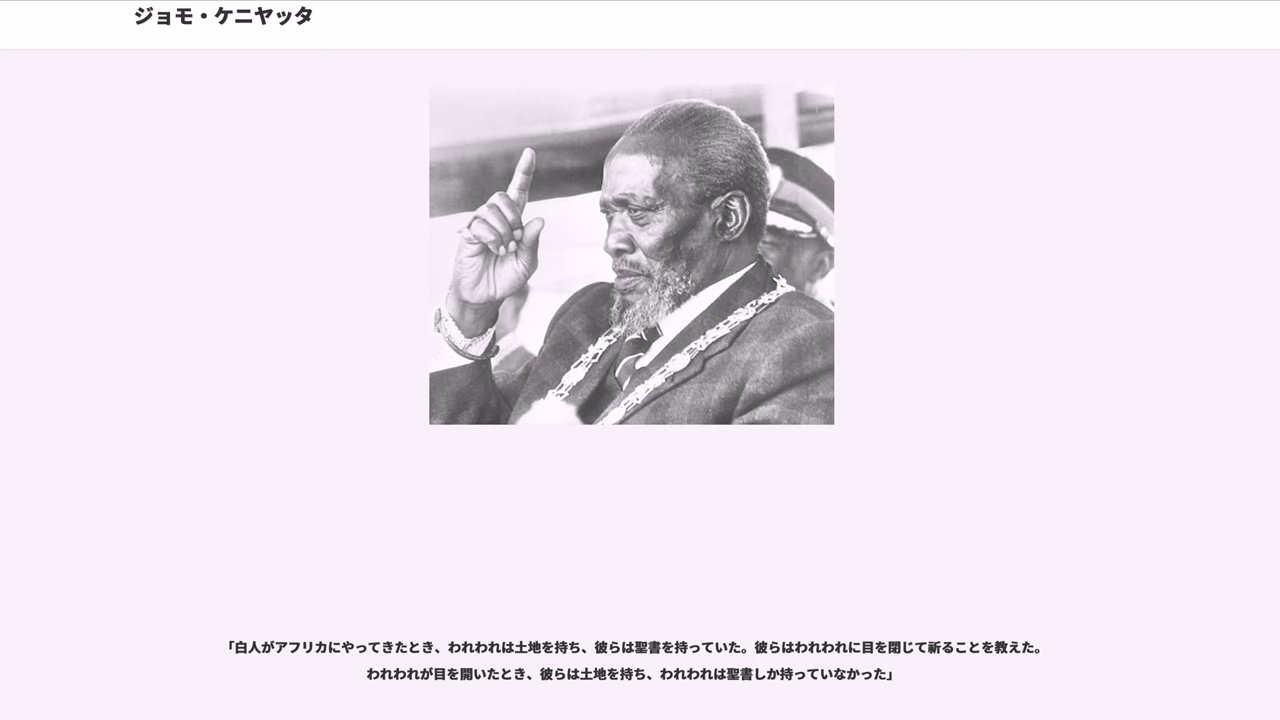 ジョモ・ケニヤッタ
「白人がアフリカにやってきたとき、われわれは土地を持ち、彼らは聖書を持っていた。彼らはわれわれに目を閉じて祈ることを教えた。
われわれが目を開いたとき、彼らは土地を持ち、われわれは聖書しか持っていなかった」